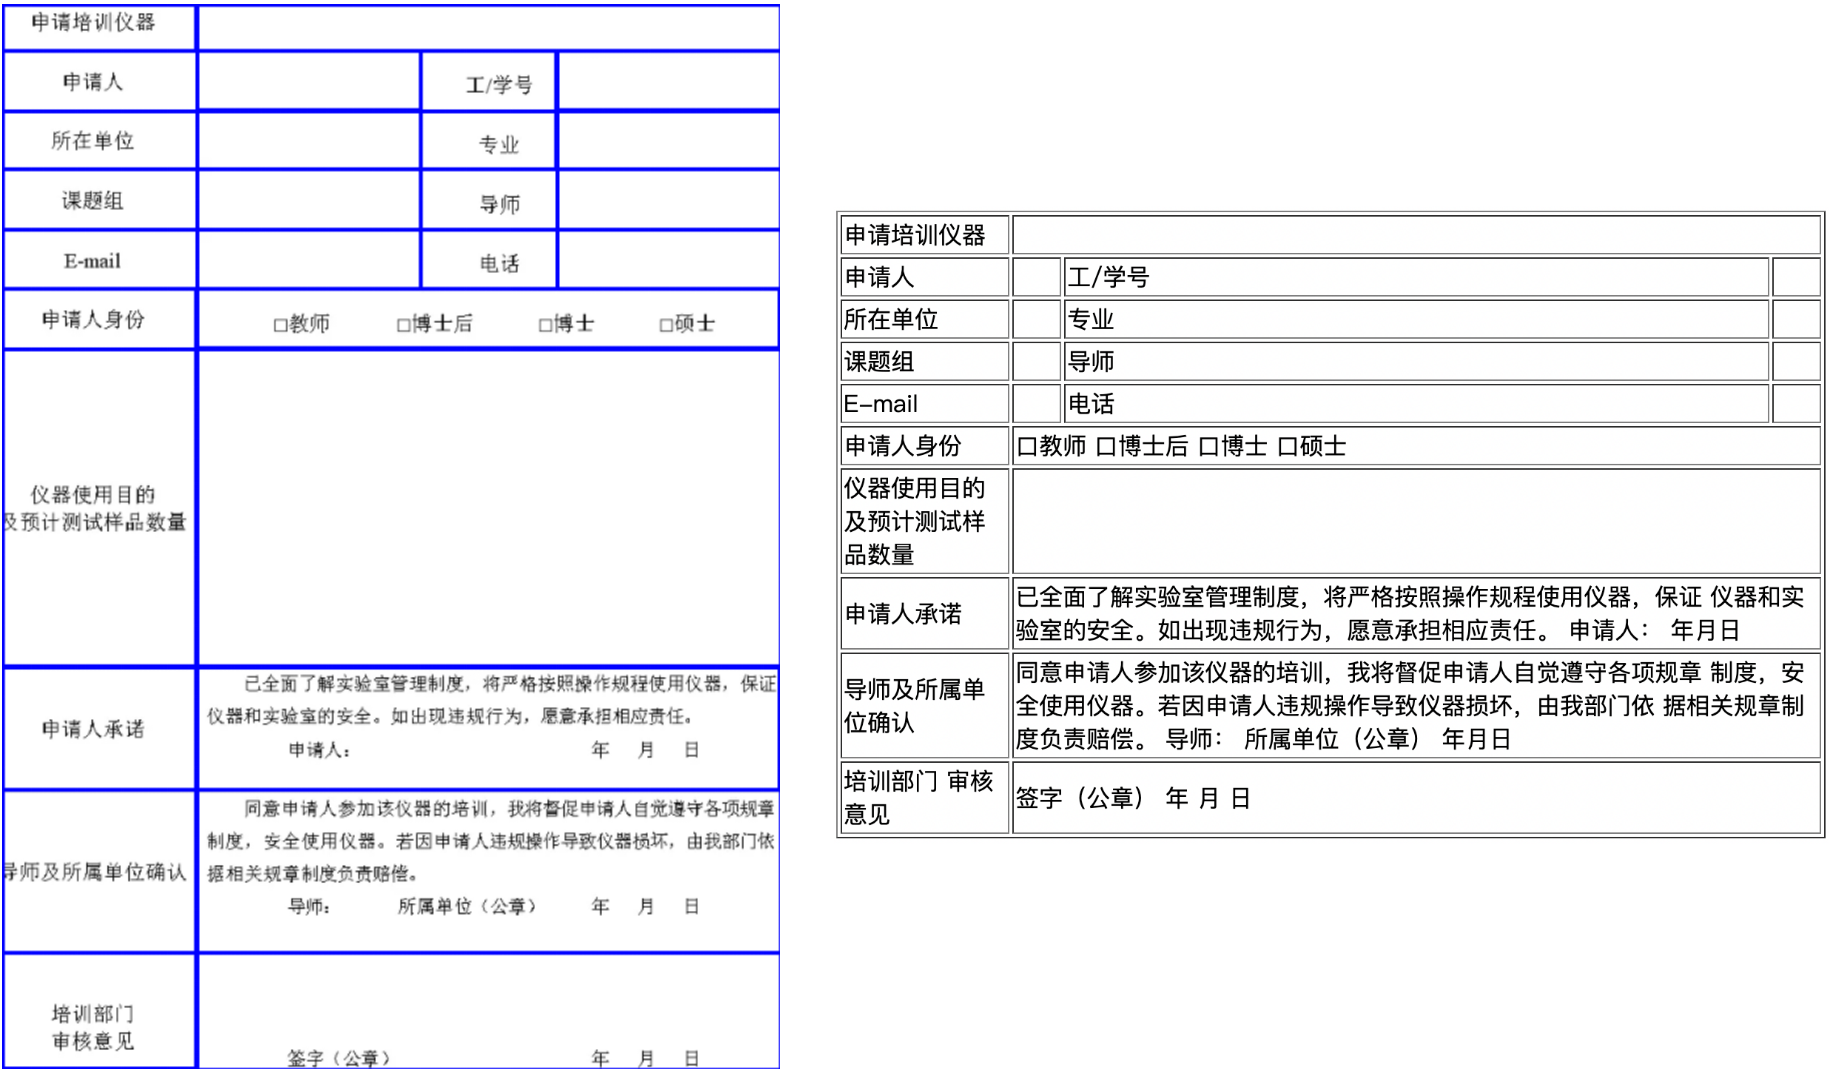 申请培训仪器
申请人 工/学号
所在单位 专业
课题组 导师
E-mail 电话
申请人身份 □教师 □博士后 □博士 □硕士
仪器使用目的
及预计测试样品数量
已全面了解实验室管理制度，将严格按照操作规程使用仪器，保证
仪器和实验室的安全。如出现违规行为，愿意承担相应责任。
申请人承诺
申请人： 年 月 日
同意申请人参加该仪器的培训，我将督促申请人自觉遵守各项规章
制度，安全使用仪器。若因申请人违规操作导致仪器损坏，由我部门依
导师及所属单位确认
据相关规章制度负责赔偿。
导师： 所属单位（公章） 年 月 日
培训部门
审核意见
签字（公章） 年 月 日
申请培训仪器
申请人 工/学号
所在单位 专业
课题组 导师
E-mail 电话
申请人身份 口教师 口博士后 口博士 口硕士
仪器使用目的
及预计测试样
品数量
申请人承诺
已全面了解实验室管理制度，将严格按照操作规程使用仪器，保证 仪器和实
验室的安全。如出现违规行为，愿意承担相应责任。 申请人： 年月日
导师及所属单
位确认
同意申请人参加该仪器的培训，我将督促申请人自觉遵守各项规章 制度，安
全使用仪器。若因申请人违规操作导致仪器损坏，由我部门依 据相关规章制
度负责赔偿。 导师： 所属单位（公章） 年月日
培训部门 审核
意见
签字（公章） 年 月 日